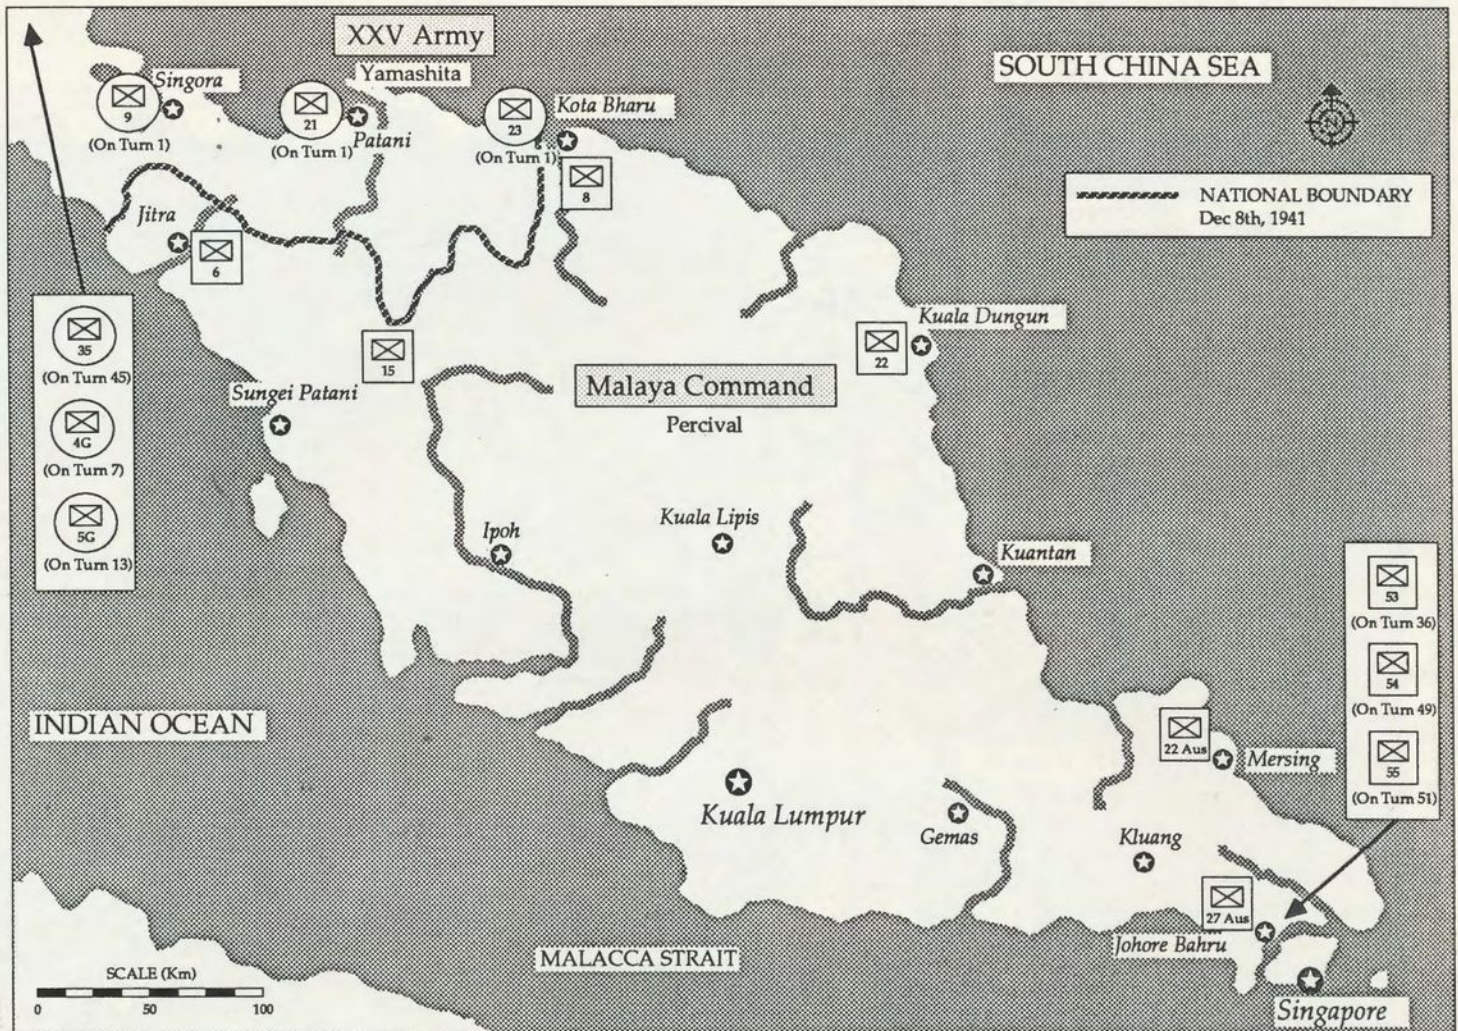 XXV Army
Yamashita
SOUTH CHINA SEA
N
Singora
9
(On Turn 1)
21
(On Turn 1)
Patani
23
(On Turn 1)
Kota Bharu
8
NATIONAL BOUNDARY
Dec 8th, 1941
Jitra
6
35
(On Turn 45)
4G
(On Turn 7)
5G
(On Turn 13)
15
Sungei Patani
Malaya Command
Percival
22
Kuala Dungun
Ipoh
Kuala Lipis
Kuantan
53
(On Turn 36)
54
(On Turn 49)
55
(On Turn 51)
INDIAN OCEAN
22 Aus
Mersing
Kuala Lumpur
Gemas
Kluang
27 Aus
Johore Bahru
MALACCA STRAIT
Singapore
SCALE (Km)
0 50 100